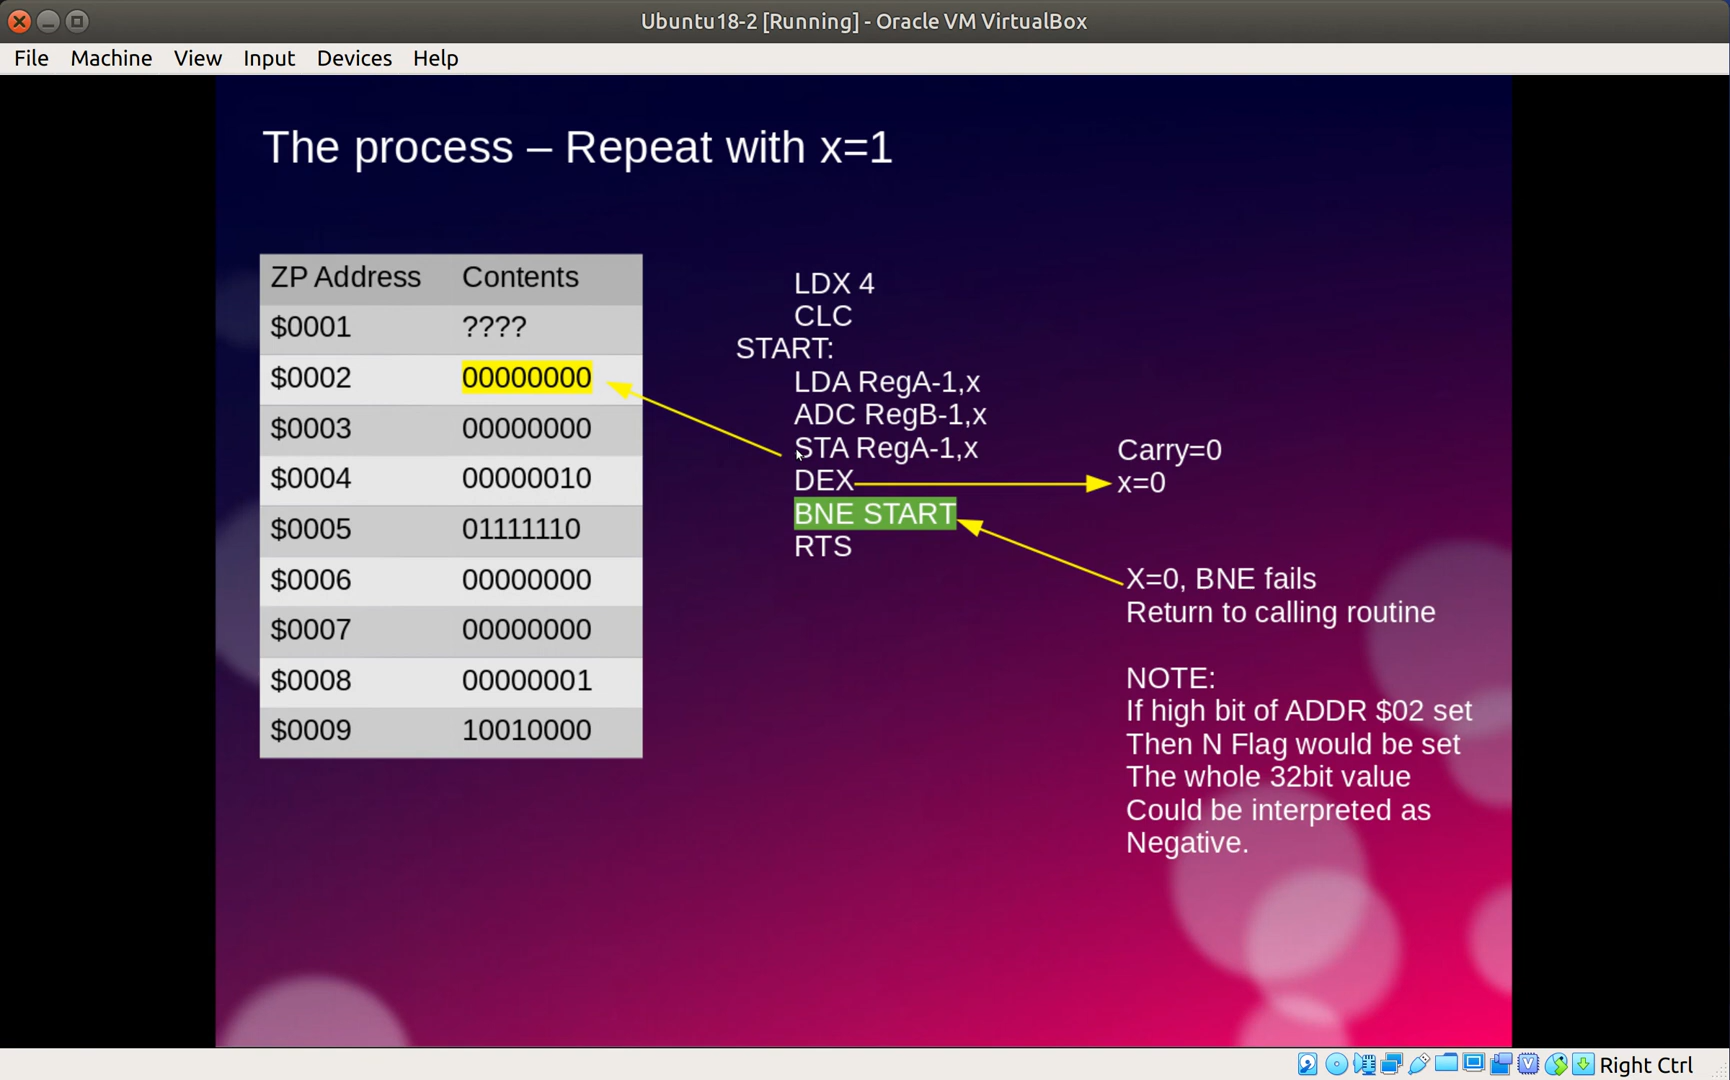 Ubuntu18-2 [Running] - Oracle VM VirtualBox
File Machine View Input Devices Help
The process – Repeat with x=1
ZP Address Contents
$0001 ????
$0002 00000000
$0003 00000000
$0004 00000010
$0005 01111110
$0006 00000000
$0007 00000000
$0008 00000001
$0009 10010000
LDX 4
CLC
START:
LDA RegA-1,x
ADC RegB-1,x
STA RegA-1,x
DEX
BNE START
RTS
Carry=0
x=0
X=0, BNE fails
Return to calling routine
NOTE:
If high bit of ADDR $02 set
Then N Flag would be set
The whole 32bit value
Could be interpreted as
Negative.
Right Ctrl